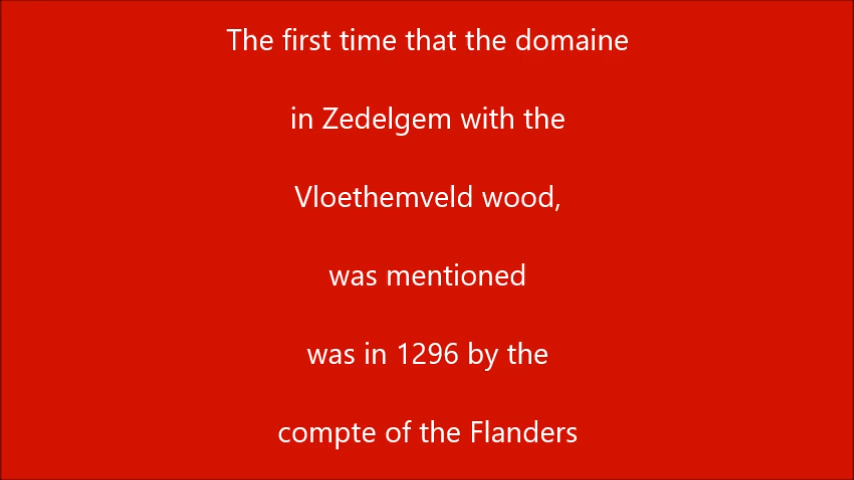 The first time that the domaine
in Zedelgem with the
Vloethemveld wood,
was mentioned
was in 1296 by the
compte of the Flanders